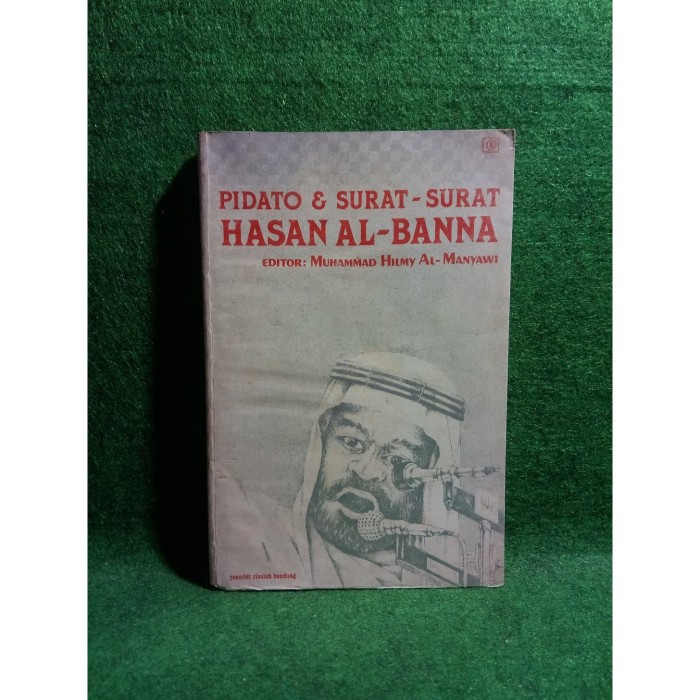 PIDATO & SURAT-SURAT
HASAN AL-BANNA
EDITOR: MUHAMMAD HILMY AL-MANYAWI
penerbit risalah bandung